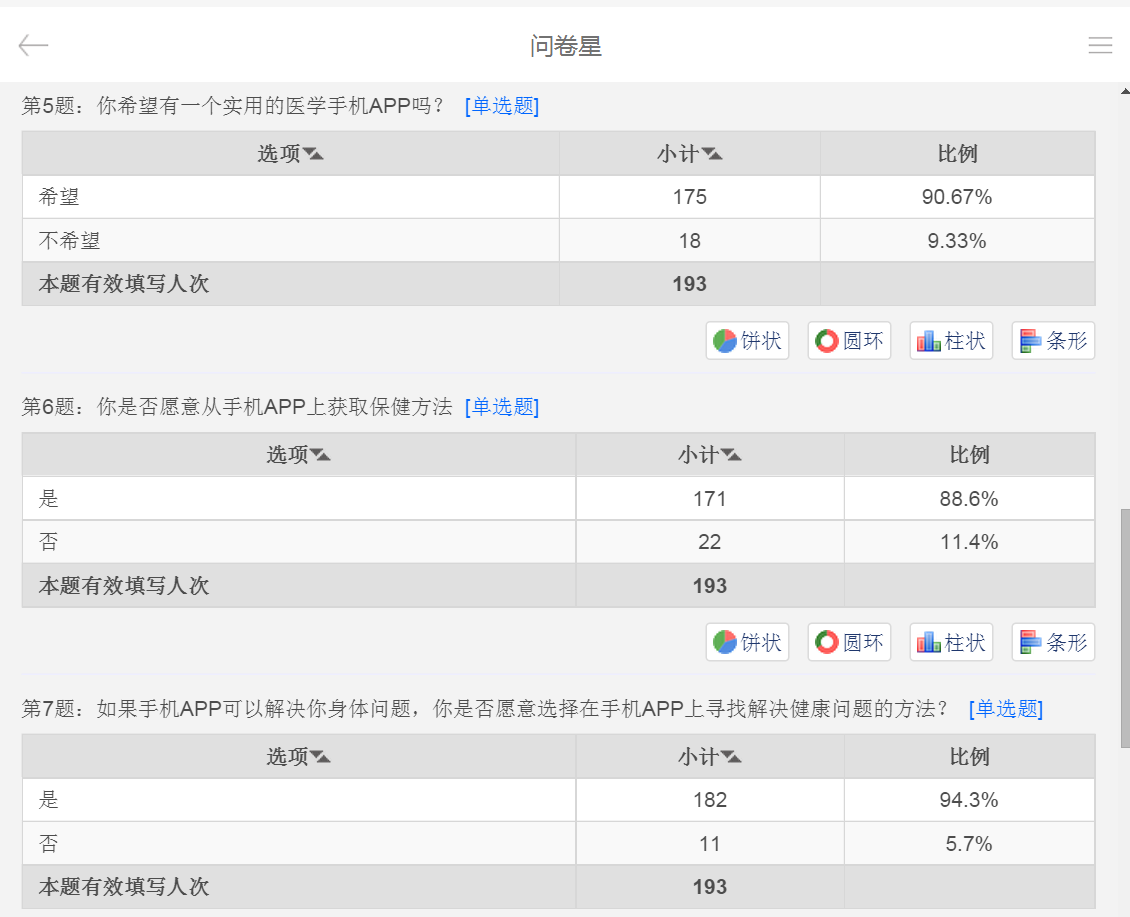 问卷星
第5题：你希望有一个实用的医学手机APP吗？ [单选题]
选项 小计 比例
希望 175 90.67%
不希望 18 9.33%
本题有效填写人次 193
饼状 圆环 柱状 条形
第6题：你是否愿意从手机APP上获取保健方法 [单选题]
选项 小计 比例
是 171 88.6%
否 22 11.4%
本题有效填写人次 193
饼状 圆环 柱状 条形
第7题：如果手机APP可以解决你身体问题，你是否愿意选择在手机APP上寻找解决健康问题的方法？ [单选题]
选项 小计 比例
是 182 94.3%
否 11 5.7%
本题有效填写人次 193